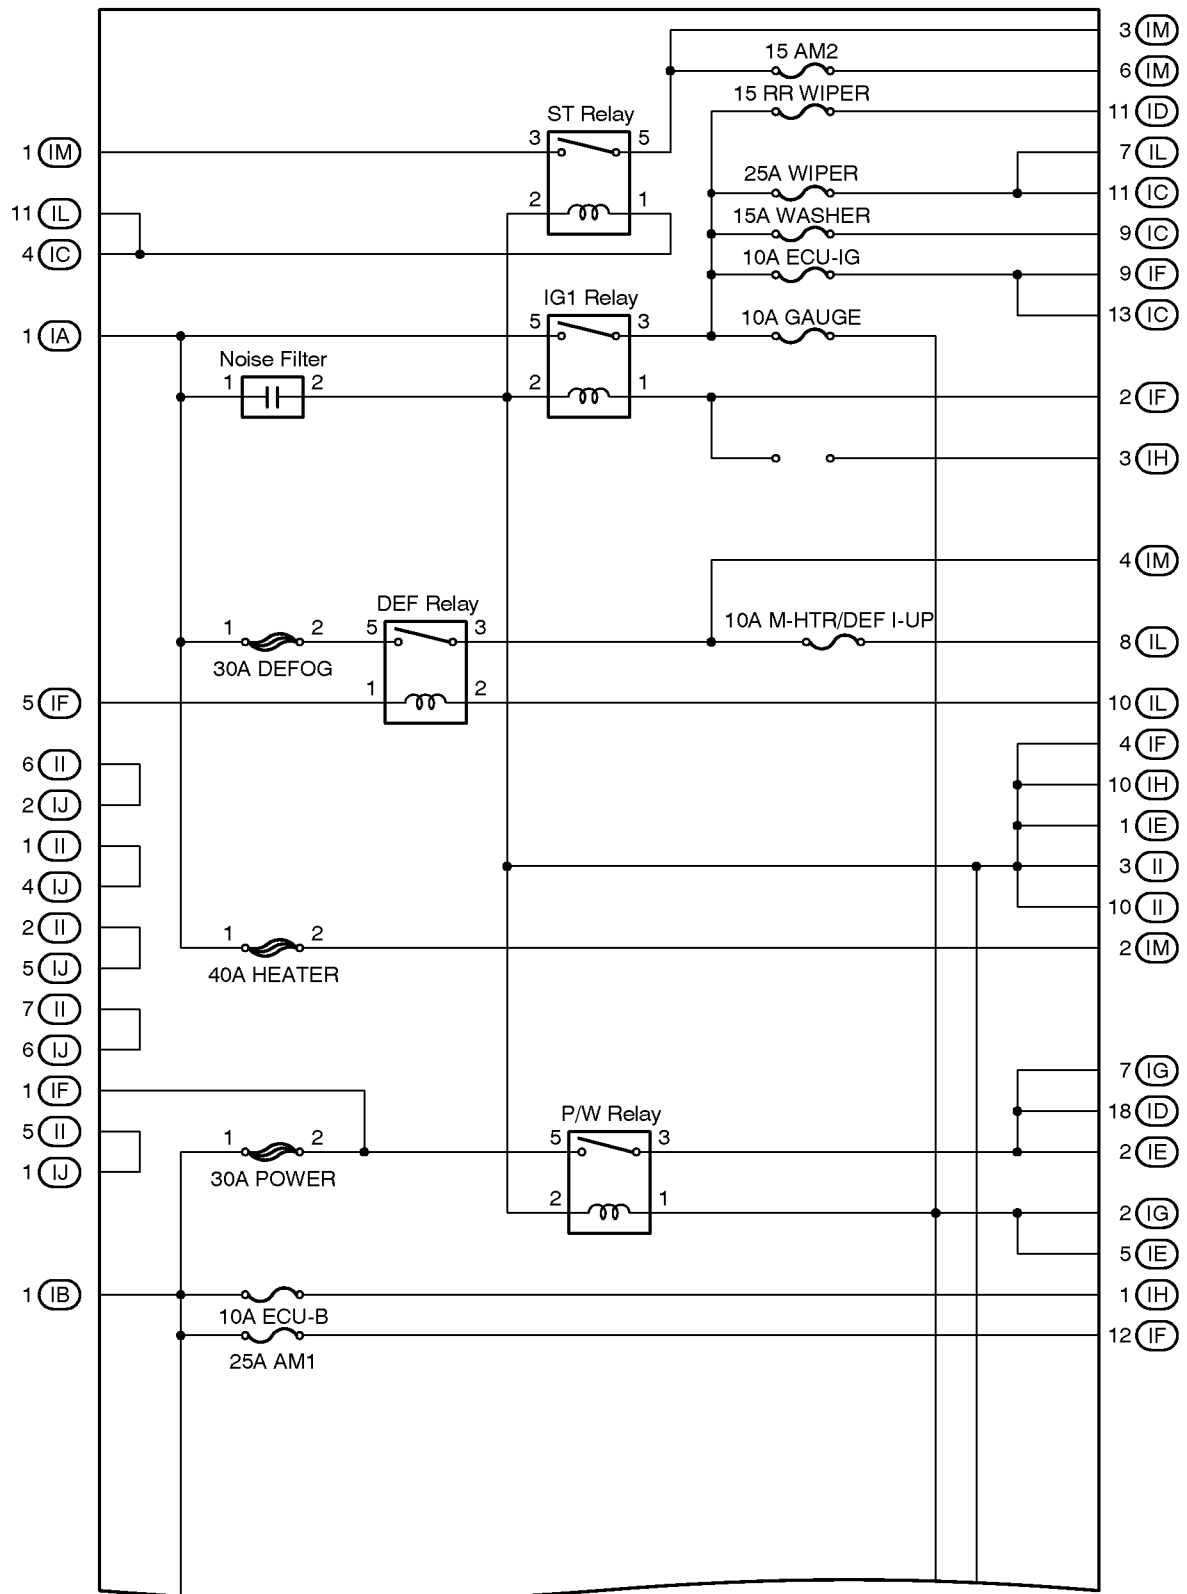 3 IM
15 AM2
6 IM
15 RR WIPER
11 ID
ST Relay
3 5
1 IM
7 IL
25A WIPER
11 IC
2 1
11 IL
15A WASHER
9 IC
4 IC
10A ECU-IG
9 IF
IG1 Relay
10A GAUGE
13 IC
5 3
1 IA
Noise Filter
1 2
2 1
2 IF
3 IH
4 IM
DEF Relay
10A M-HTR/DEF I-UP
1 2
5 3
8 IL
30A DEFOG
1 2
5 IF
10 IL
4 IF
6 II
10 IH
2 IJ
1 IE
1 II
3 II
4 IJ
10 II
2 II
1 2
2 IM
5 IJ
40A HEATER
7 II
6 IJ
7 IG
1 IF
P/W Relay
18 ID
5 II
1 2
5 3
2 IE
1 IJ
30A POWER
2 1
2 IG
5 IE
1 IB
1 IH
10A ECU-B
12 IF
25A AM1